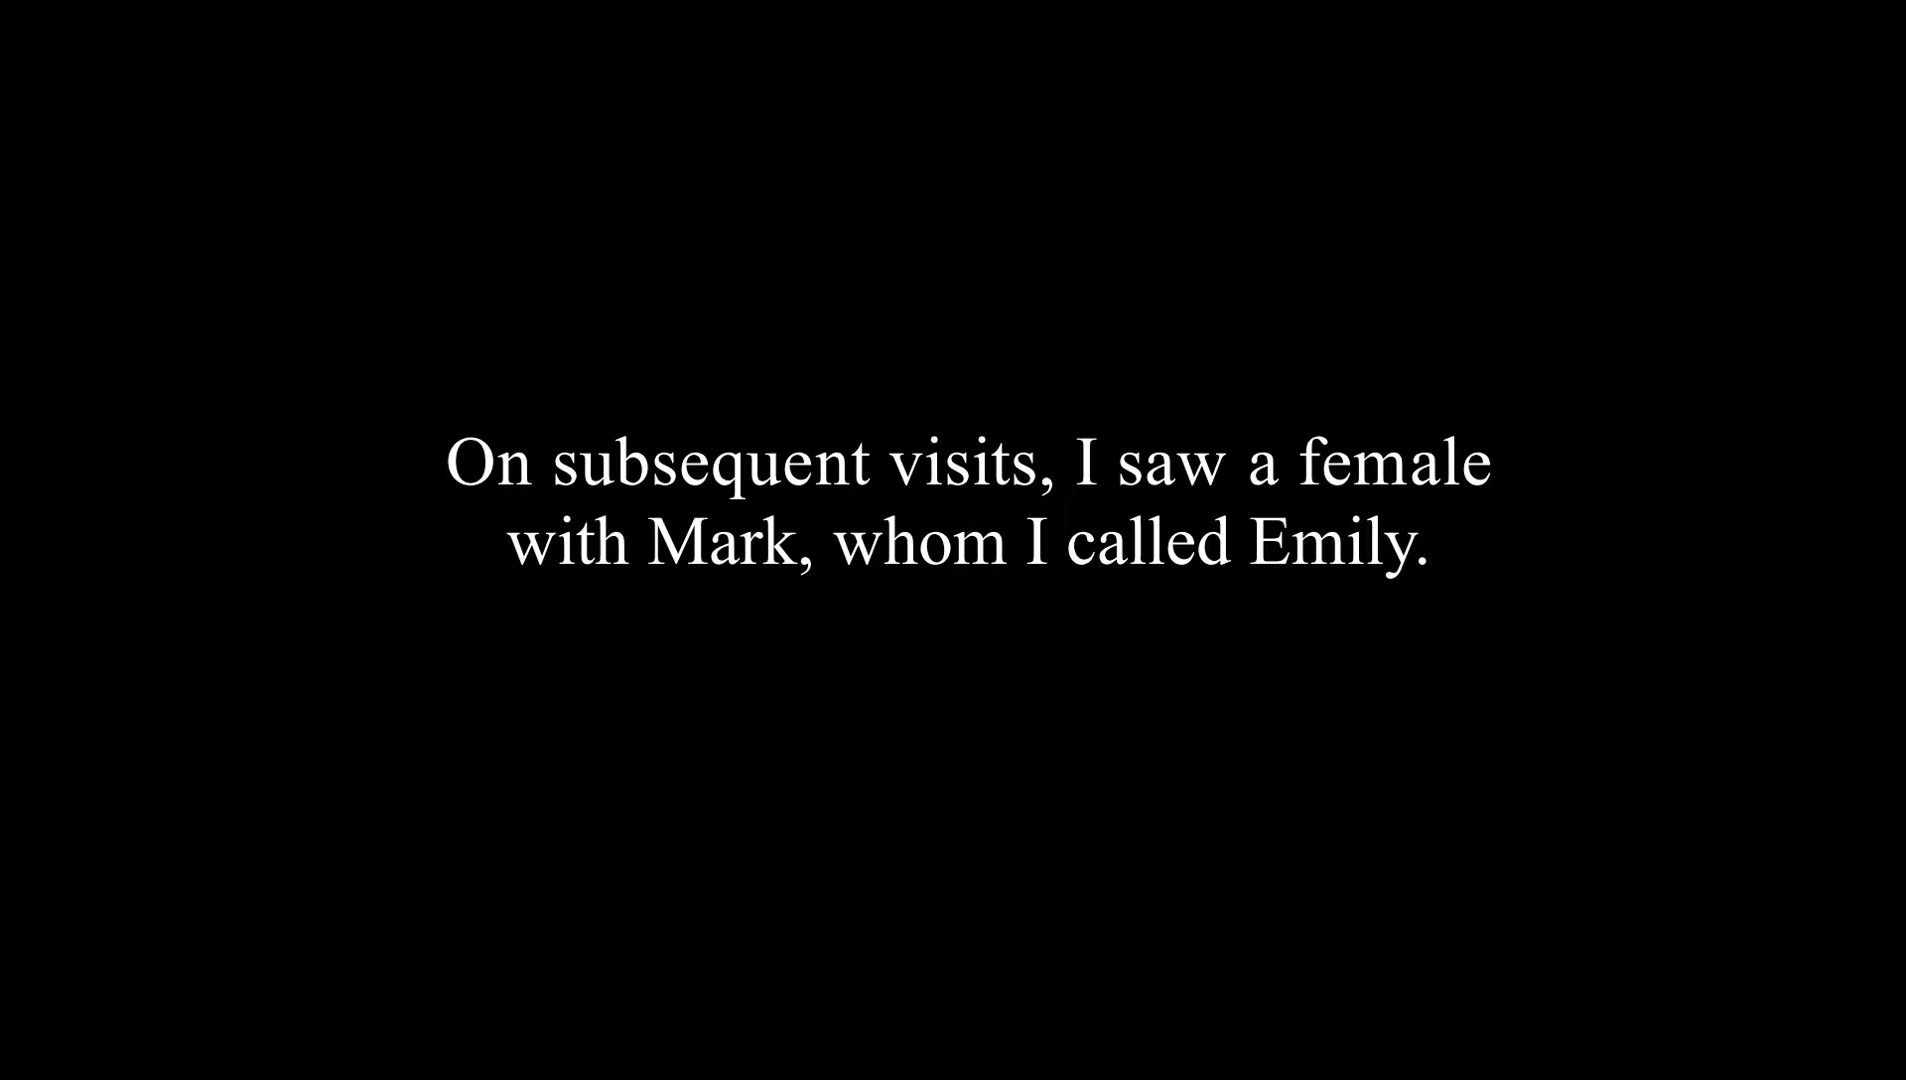 On subsequent visits, I saw a female
with Mark, whom I called Emily.